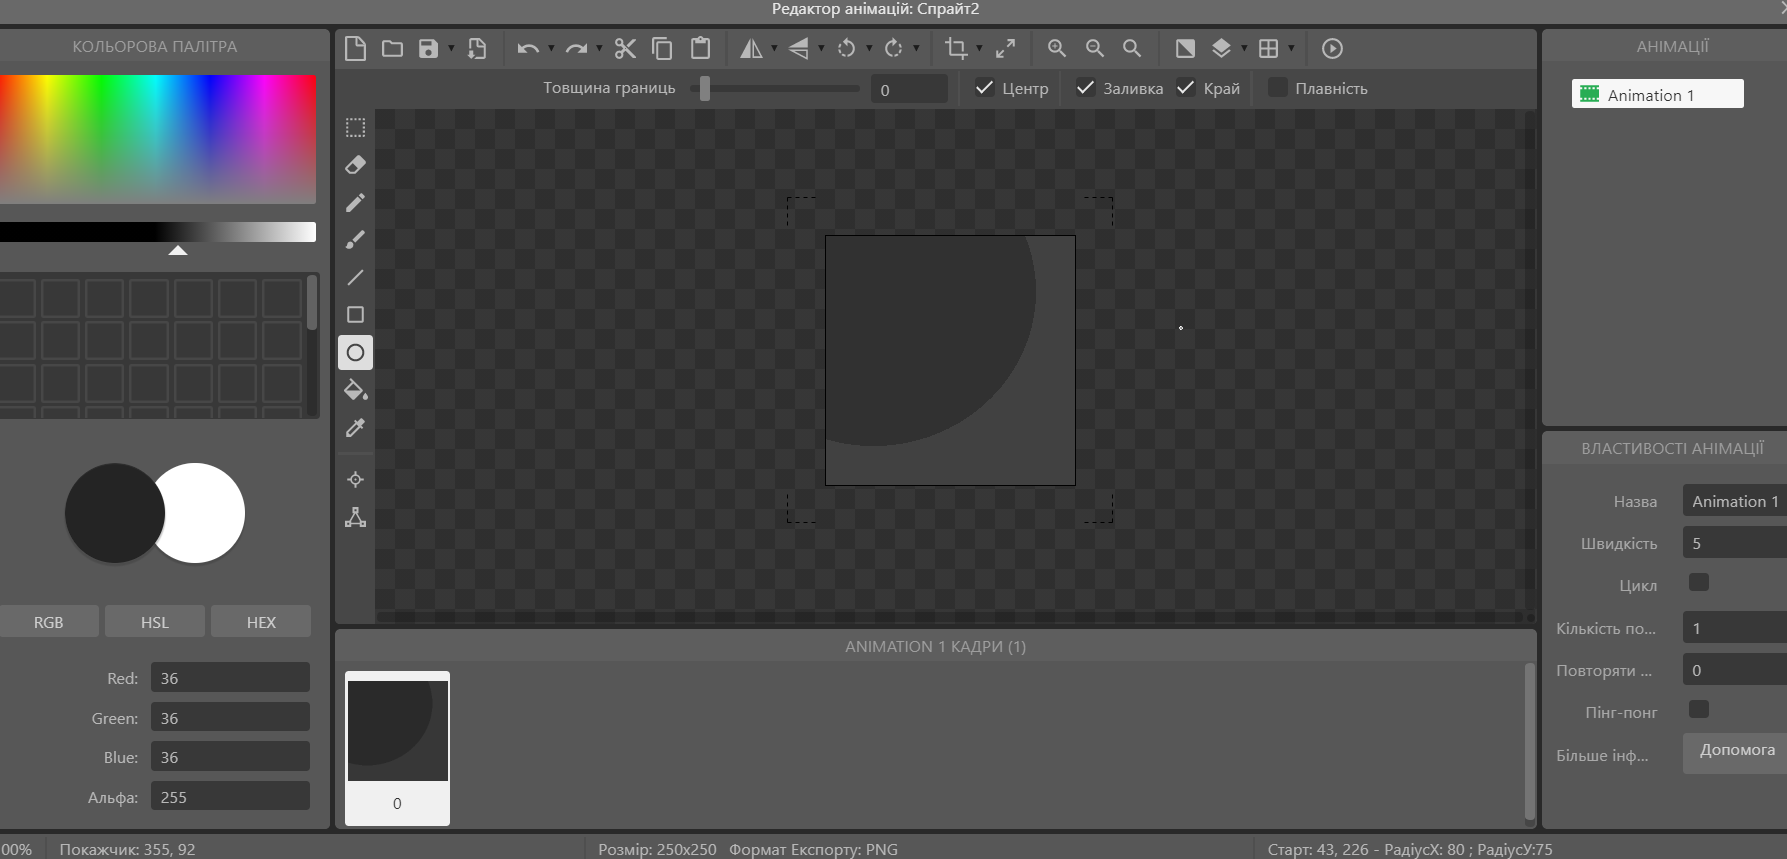 Редактор анімацій: Спрайт2
КОЛЬОРОВА ПАЛІТРА
Товщина границь 0 Центр Заливка Край Плавність
АНІМАЦІЇ
Animation 1
RGB HSL HEX
Red: 36
Green: 36
Blue: 36
Альфа: 255
ANIMATION 1 КАДРИ (1)
0
ВЛАСТИВОСТІ АНІМАЦІЇ
Назва Animation 1
Швидкість 5
Цикл
Кількість по... 1
Повторяти ... 0
Пінг-понг
Більше інф... Допомога
00% Покажчик: 355, 92 Розмір: 250x250 Формат Експорту: PNG Старт: 43, 226 - РадіусX: 80 ; РадіусУ:75